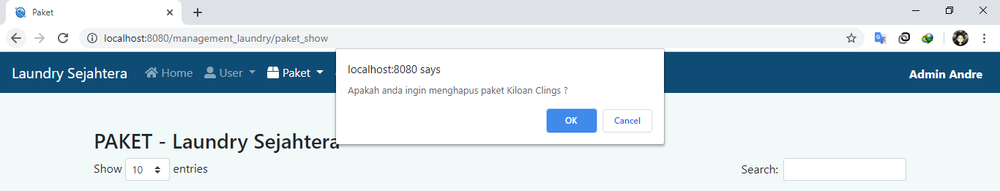 Paket
localhost:8080/management_laundry/paket_show
Laundry Sejahtera Home User Paket Admin Andre
localhost:8080 says
Apakah anda ingin menghapus paket Kiloan Clings ?
OK Cancel
PAKET - Laundry Sejahtera
Show 10 entries Search: